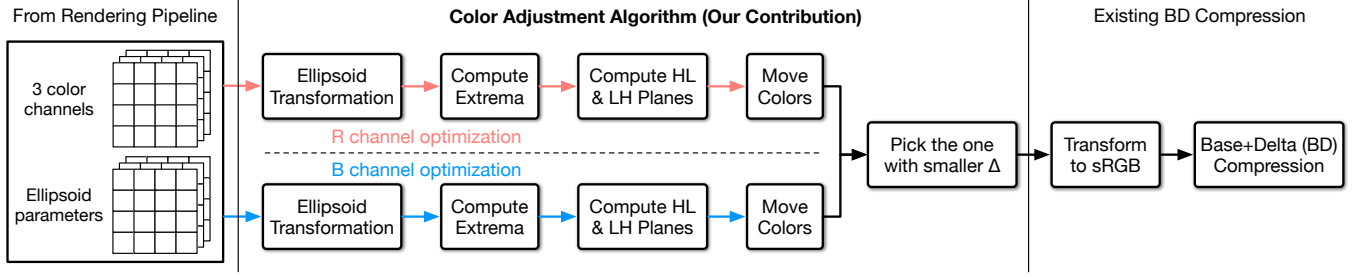 From Rendering Pipeline
Color Adjustment Algorithm (Our Contribution)
Existing BD Compression
3 color
channels
Ellipsoid
parameters
Ellipsoid
Transformation
Compute
Extrema
Compute HL
& LH Planes
Move
Colors
R channel optimization
B channel optimization
Ellipsoid
Transformation
Compute
Extrema
Compute HL
& LH Planes
Move
Colors
Pick the one
with smaller Δ
Transform
to sRGB
Base+Delta (BD)
Compression